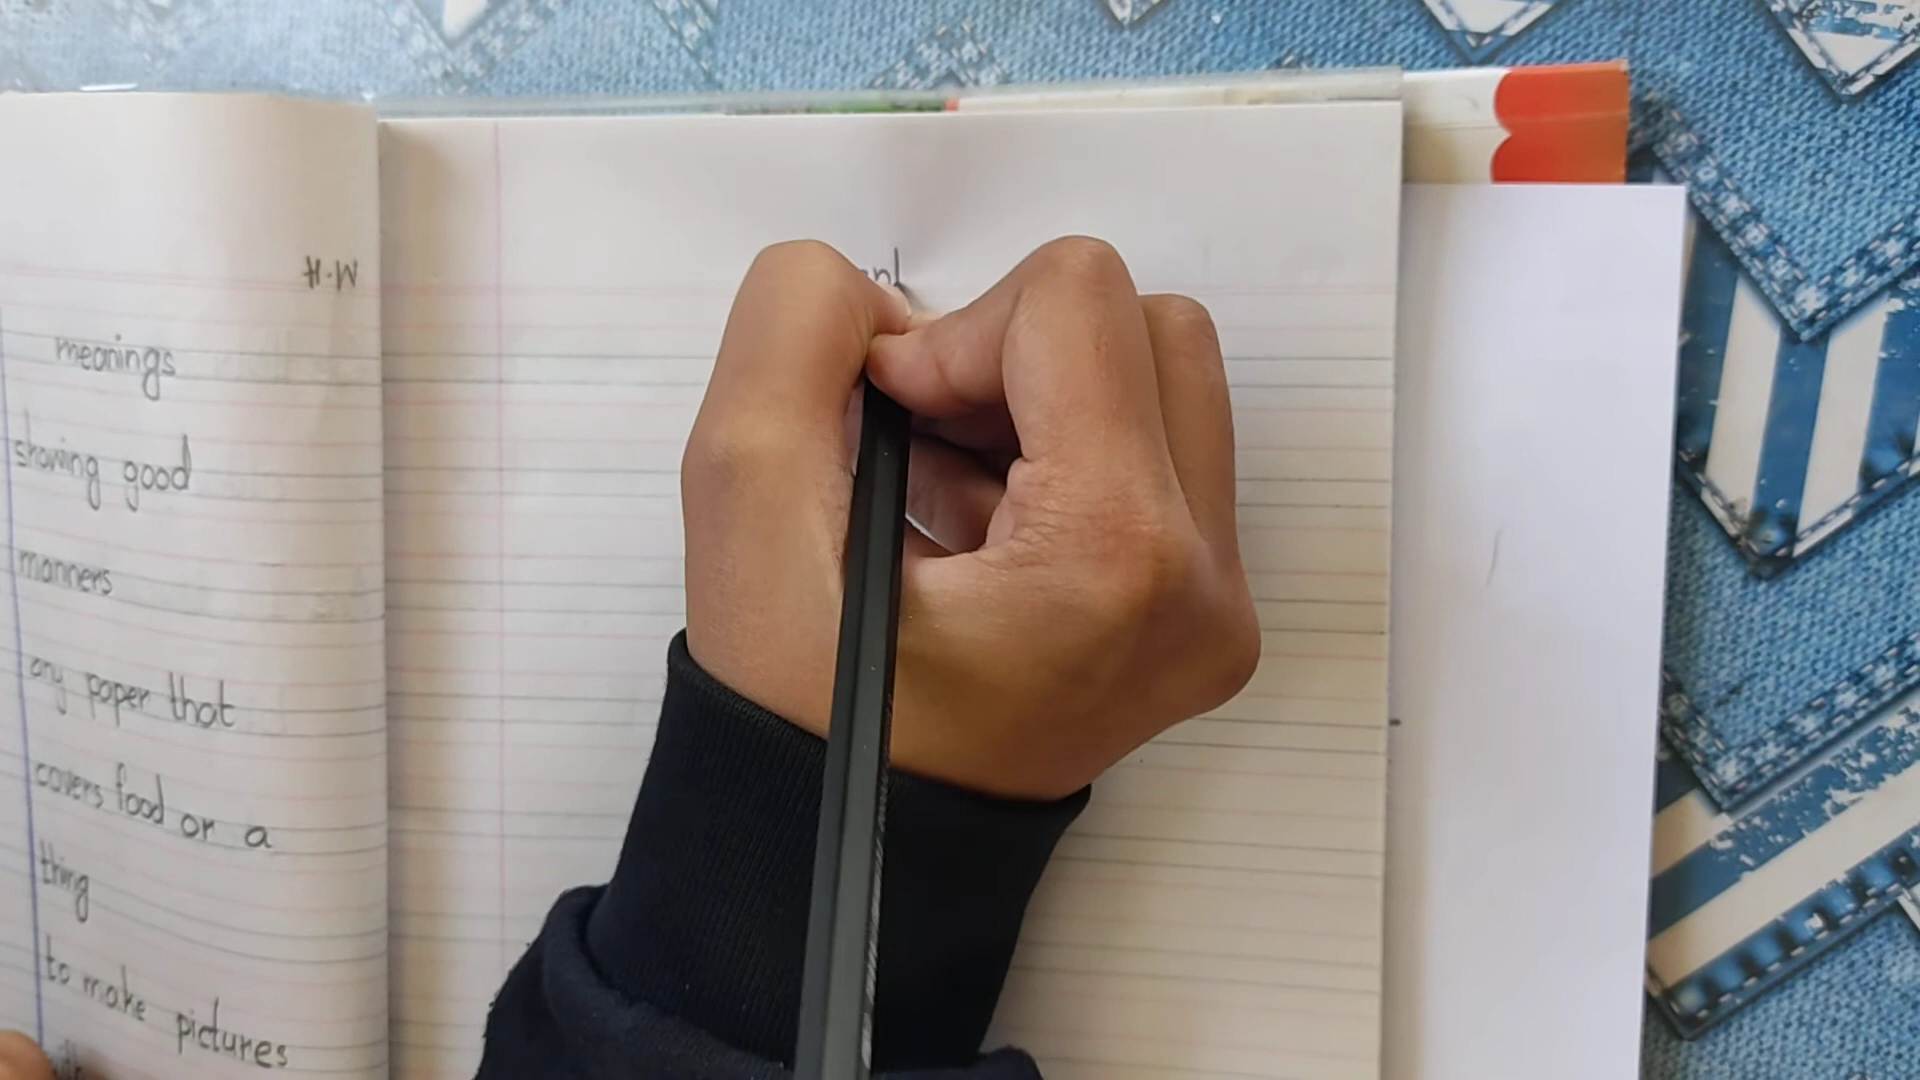 H.W
meanings
showing good
manners
any paper that
covers food or a
thing
to make pictures